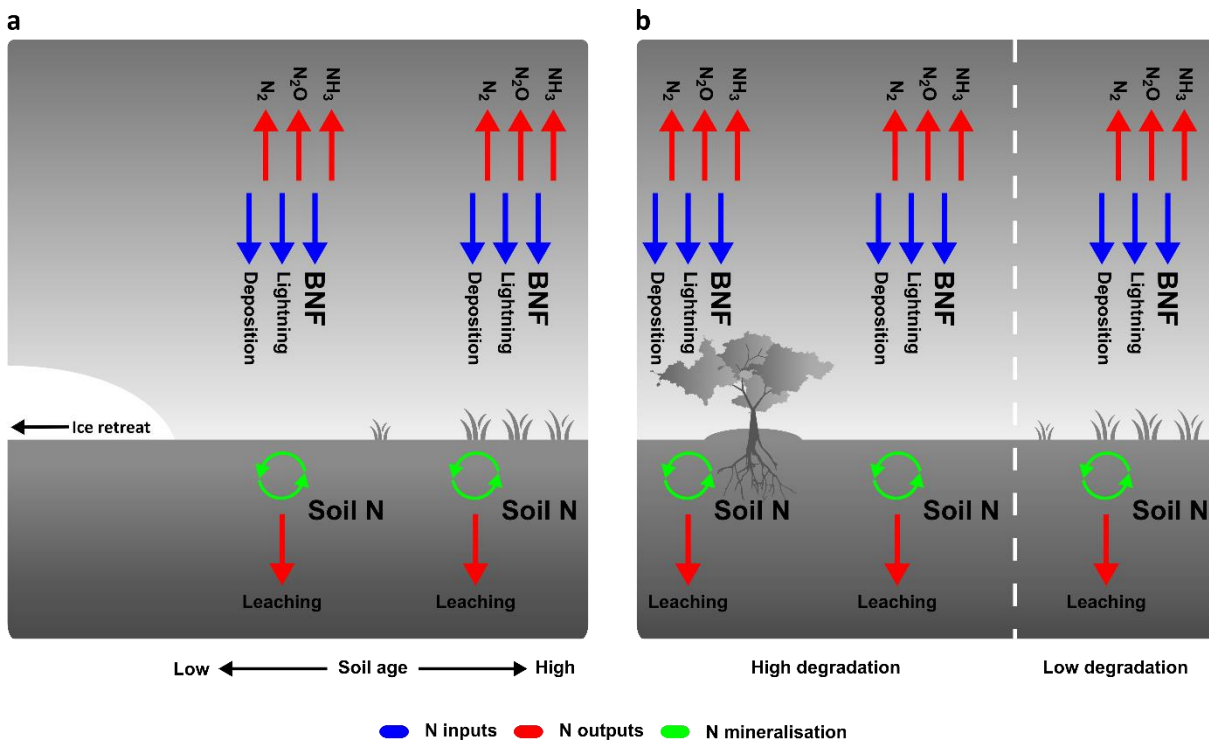 a
N₂ N₂O NH₃
N₂ N₂O NH₃
Deposition Lightning BNF
Deposition Lightning BNF
Ice retreat
Soil N
Soil N
Leaching
Leaching
Low Soil age High
b
N₂ N₂O NH₃
N₂ N₂O NH₃
N₂ N₂O NH₃
Deposition Lightning BNF
Deposition Lightning BNF
Deposition Lightning BNF
Soil N
Soil N
Soil N
Leaching
Leaching
Leaching
High degradation
Low degradation
N inputs N outputs N mineralisation